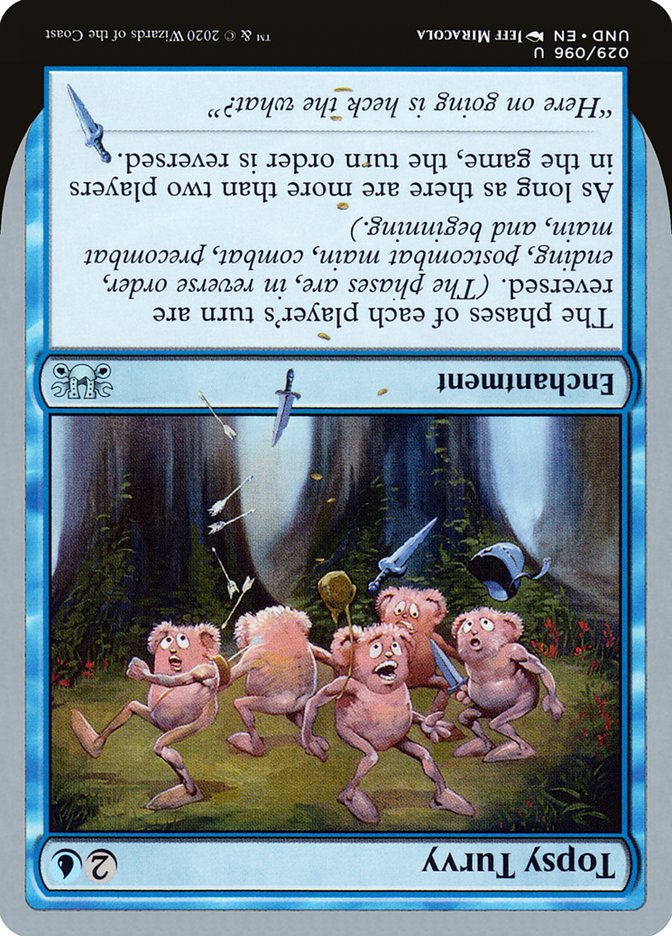 Topsy Turvy
2
Enchantment
The phases of each player's turn are
reversed. (The phases are, in reverse order,
ending, postcombat main, combat, precombat
main, and beginning.)
As long as there are more than two players
in the game, the turn order is reversed.
"Here on going is heck the what?"
029/096 U
UND • EN JEFF MIRACOLA
™ & © 2020 Wizards of the Coast